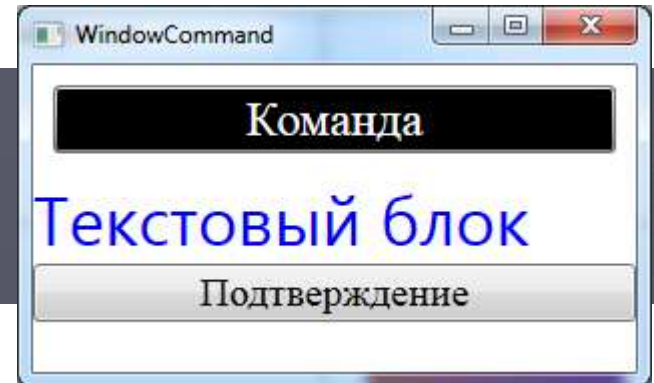 WindowCommand
Команда
Текстовый блок
Подтверждение